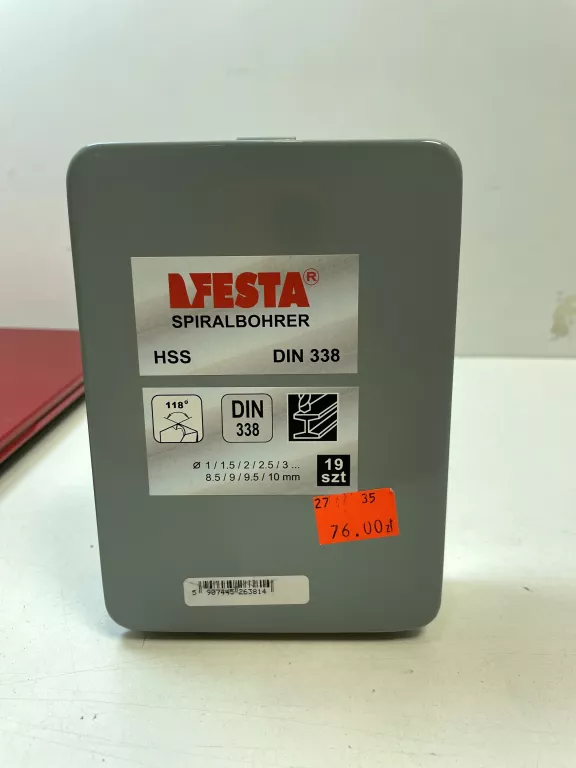 FESTA®
SPIRALBOHRER
HSS DIN 338
118°
DIN
338
Ø 1 / 1.5 / 2 / 2.5 / 3 ...
8.5 / 9 / 9.5 / 10 mm
19
szt
27 35
76.00zł
5 907445 263814